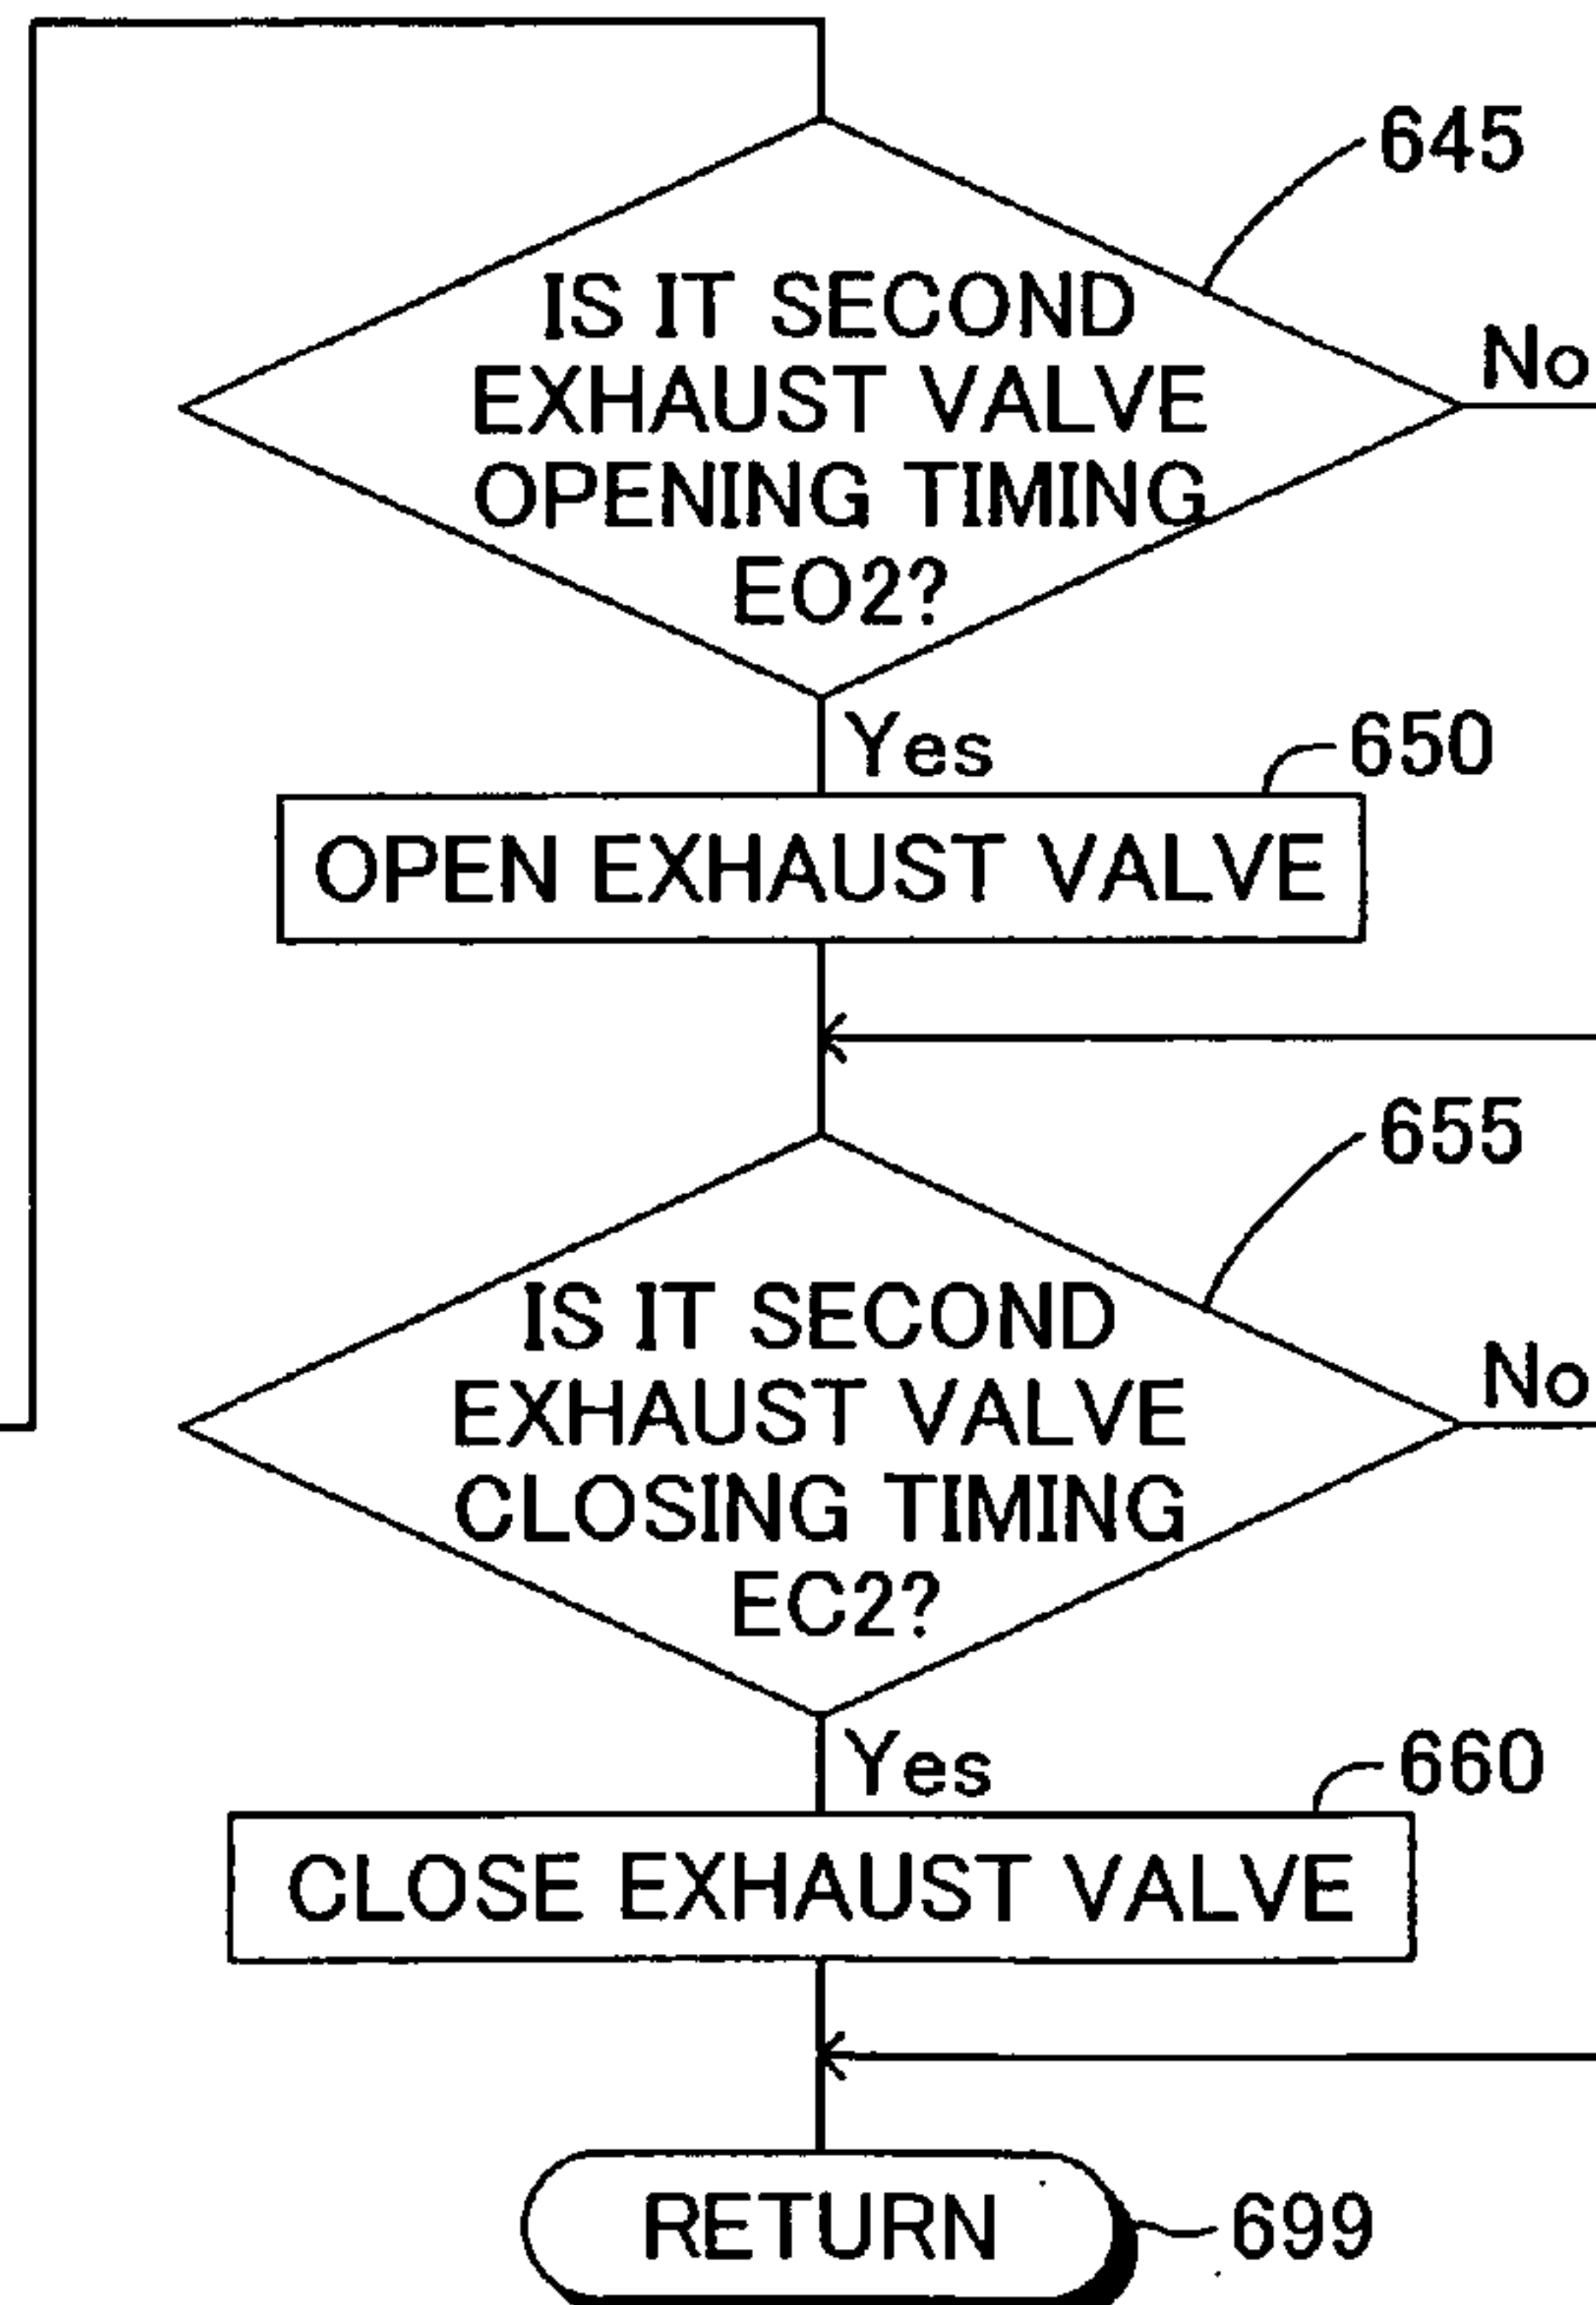 645
IS IT SECOND
EXHAUST VALVE
OPENING TIMING
EO2?
No
Yes
650
OPEN EXHAUST VALVE
655
IS IT SECOND
EXHAUST VALVE
CLOSING TIMING
EC2?
No
Yes
660
CLOSE EXHAUST VALVE
RETURN
699